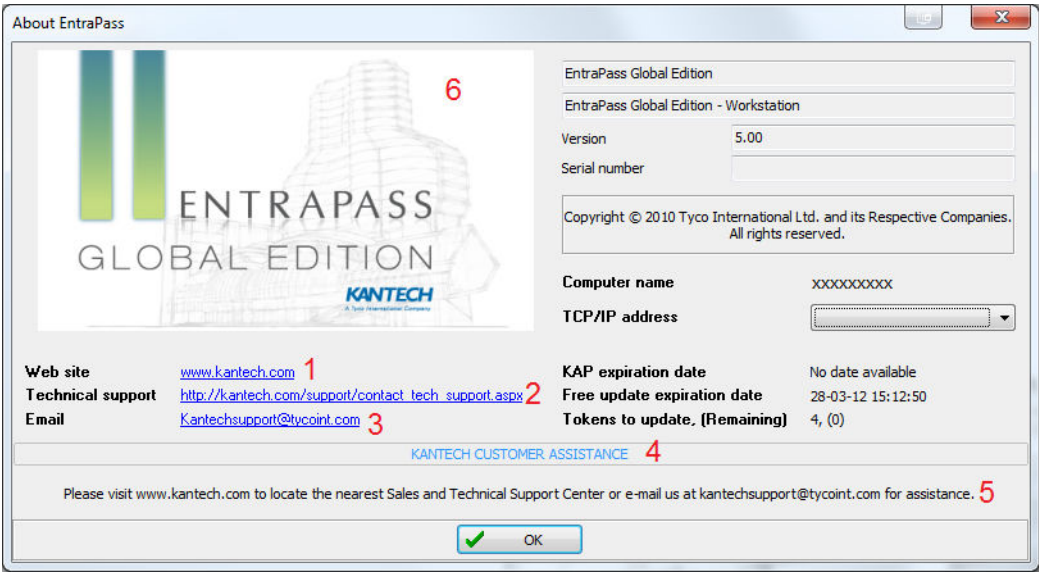 About EntraPass
6
ENTRAPASS
GLOBAL EDITION
KANTECH
A Tyco International Company
EntraPass Global Edition
EntraPass Global Edition - Workstation
Version 5.00
Serial number
Copyright © 2010 Tyco International Ltd. and its Respective Companies.
All rights reserved.
Computer name xxxxxxxxx
TCP/IP address
Web site www.kantech.com 1
Technical support http://kantech.com/support/contact_tech_support.aspx 2
Email Kantechsupport@tycoint.com 3
KAP expiration date No date available
Free update expiration date 28-03-12 15:12:50
Tokens to update, (Remaining) 4, (0)
KANTECH CUSTOMER ASSISTANCE 4
Please visit www.kantech.com to locate the nearest Sales and Technical Support Center or e-mail us at kantechsupport@tycoint.com for assistance. 5
OK